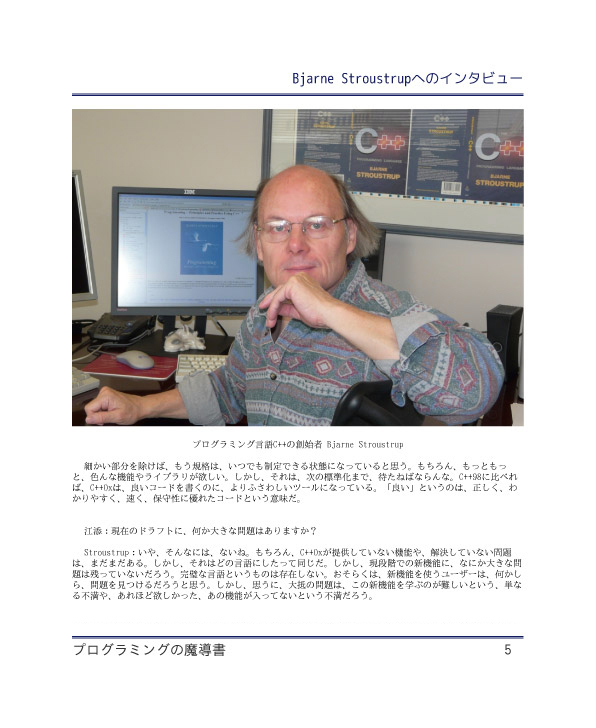 Bjarne Stroustrupへのインタビュー
C++
C++
C++
C++
BJARNE
STROUSTRUP
BJARNE
STROUSTRUP
IBM
プログラミング言語C++の創始者 Bjarne Stroustrup
細かい部分を除けば、もう規格は、いつでも制定できる状態になっていると思う。もちろん、もっともっ
と、色んな機能やライブラリが欲しい。しかし、それは、次の標準化まで、待たねばならんな。C++98に比べれ
ば、C++0xは、良いコードを書くのに、よりふさわしいツールになっている。「良い」というのは、正しく、わ
かりやすく、速く、保守性に優れたコードという意味だ。
江添：現在のドラフトに、何か大きな問題はありますか？
Stroustrup：いや、そんなには、ないね。もちろん、C++0xが提供していない機能や、解決していない問題
は、まだまだある。しかし、それはどの言語にしたって同じだ。しかし、現段階での新機能に、なにか大きな問
題は残っていないだろう。完璧な言語というものは存在しない。おそらくは、新機能を使うユーザーは、何かし
ら、問題を見つけるだろうと思う。しかし、思うに、大抵の問題は、この新機能を学ぶのが難しいという、単な
る不満や、あれほど欲しかった、あの機能が入ってないという不満だろう。
プログラミングの魔導書
5